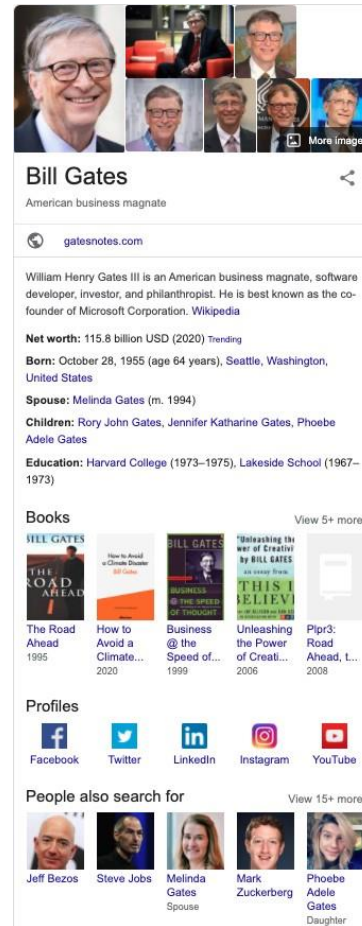 More image
Bill Gates
American business magnate
gatesnotes.com
William Henry Gates III is an American business magnate, software
developer, investor, and philanthropist. He is best known as the co-
founder of Microsoft Corporation. Wikipedia
Net worth: 115.8 billion USD (2020) Trending
Born: October 28, 1955 (age 64 years), Seattle, Washington,
United States
Spouse: Melinda Gates (m. 1994)
Children: Rory John Gates, Jennifer Katharine Gates, Phoebe
Adele Gates
Education: Harvard College (1973–1975), Lakeside School (1967–
1973)
Books
View 5+ more
BILL GATES
THE
ROAD
AHEAD
How to Avoid
a Climate Disaster
Bill Gates
BILL GATES
BUSINESS
@ THE SPEED
OF THOUGHT
"Unleashing the
wer of Creativi
by BILL GATES
an essay from
THIS I
BELIEV
The Road
Ahead
1995
How to
Avoid a
Climate...
2020
Business
@ the
Speed of...
1999
Unleashing
the Power
of Creati...
2006
Plpr3:
Road
Ahead, t...
2008
Profiles
Facebook
Twitter
LinkedIn
Instagram
YouTube
People also search for
View 15+ more
Jeff Bezos
Steve Jobs
Melinda
Gates
Spouse
Mark
Zuckerberg
Phoebe
Adele
Gates
Daughter